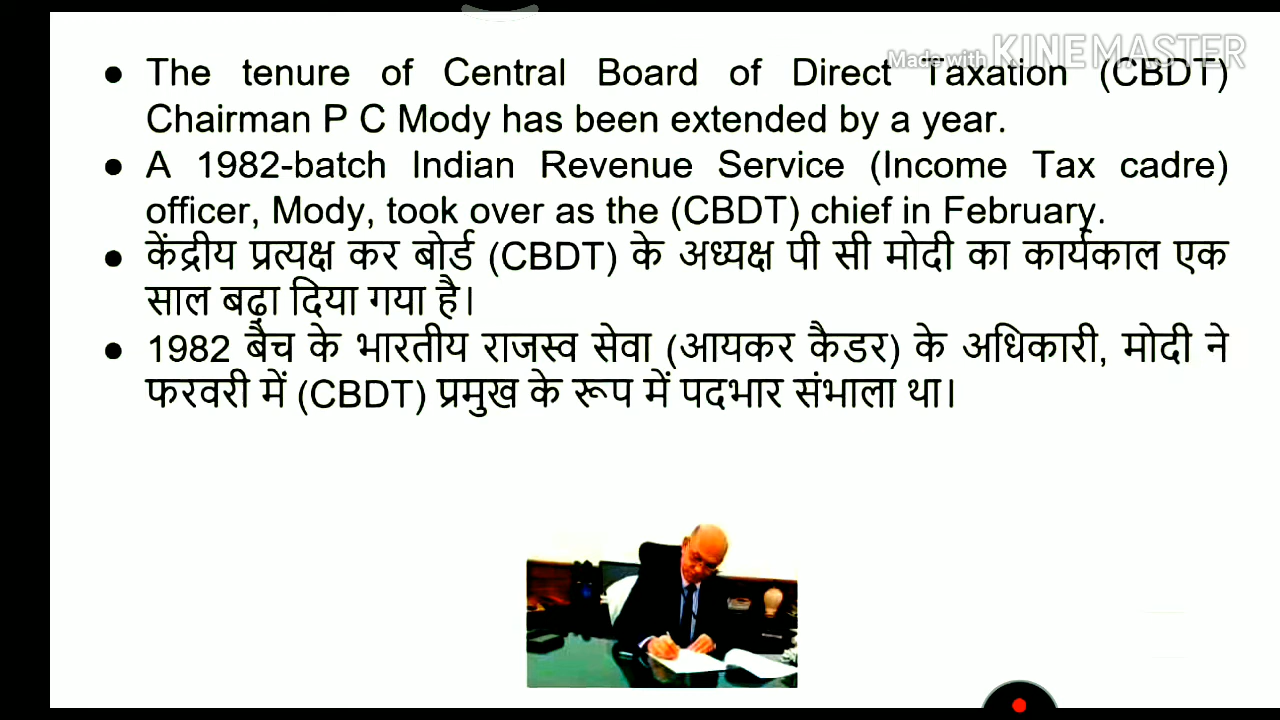 Made with KINEMASTER
● The tenure of Central Board of Direct Taxation (CBDT)
Chairman P C Mody has been extended by a year.
● A 1982-batch Indian Revenue Service (Income Tax cadre)
officer, Mody, took over as the (CBDT) chief in February.
● केंद्रीय प्रत्यक्ष कर बोर्ड (CBDT) के अध्यक्ष पी सी मोदी का कार्यकाल एक
साल बढ़ा दिया गया है।
● 1982 बैच के भारतीय राजस्व सेवा (आयकर कैडर) के अधिकारी, मोदी ने
फरवरी में (CBDT) प्रमुख के रूप में पदभार संभाला था।